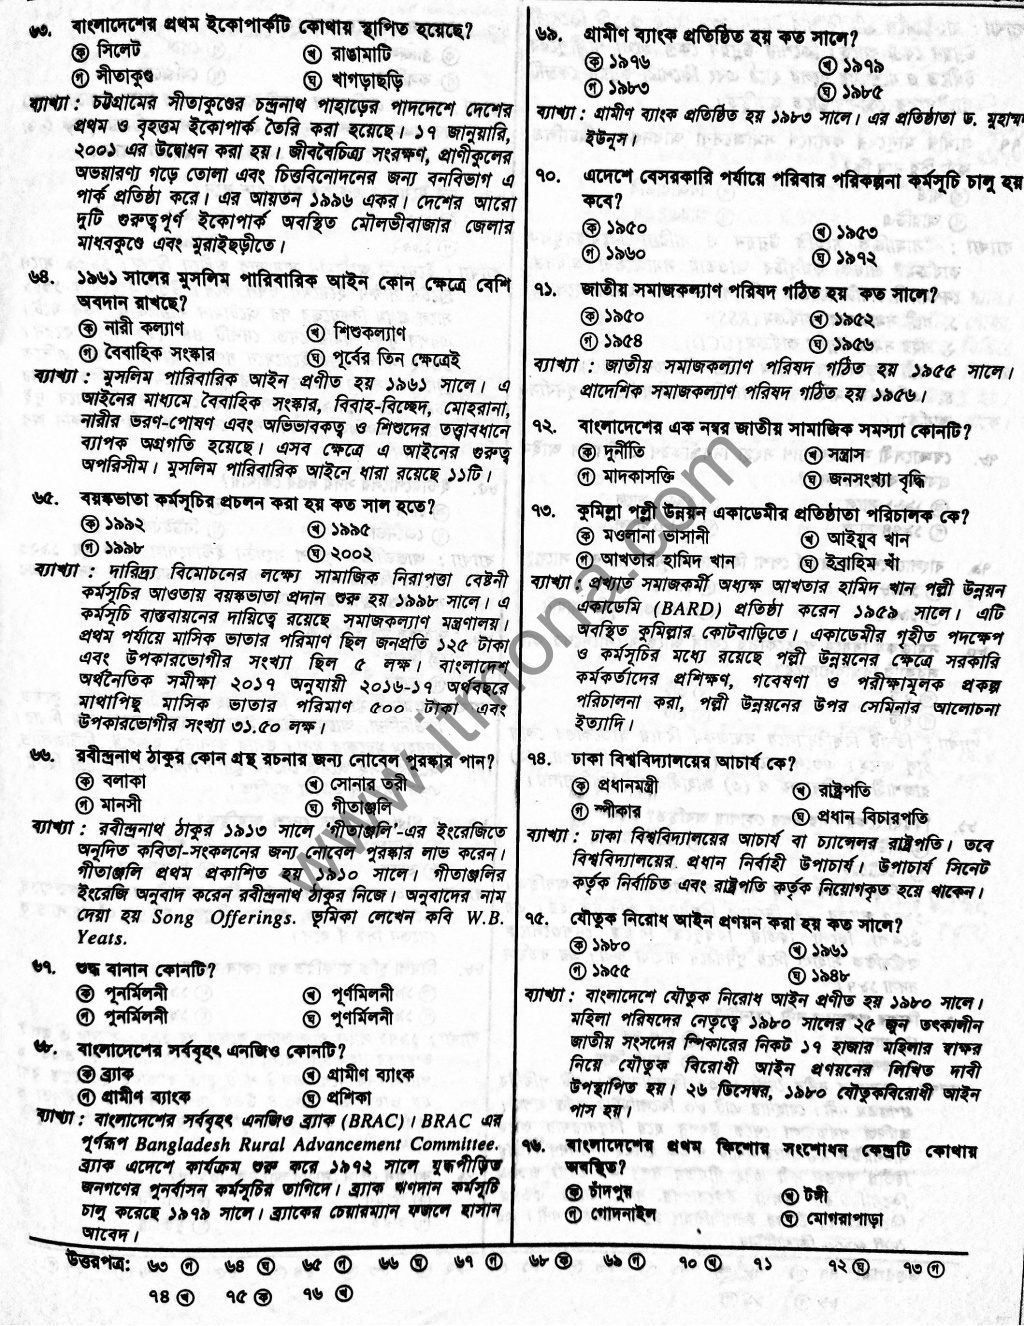 ৬৩. বাংলাদেশের প্রথম ইকোপার্কটি কোথায় স্থাপিত হয়েছে?
ক সিলেট খ রাঙামাটি
গ সীতাকুণ্ড ঘ খাগড়াছড়ি
ব্যাখ্যা : চট্টগ্রামের সীতাকুণ্ডের চন্দ্রনাথ পাহাড়ের পাদদেশে দেশের
প্রথম ও বৃহত্তম ইকোপার্ক তৈরি করা হয়েছে। ১৭ জানুয়ারি,
২০০১ এর উদ্বোধন করা হয়। জীববৈচিত্র্য সংরক্ষণ, প্রাণীকুলের
অভয়ারণ্য গড়ে তোলা এবং চিত্তবিনোদনের জন্য বনবিভাগ এ
পার্ক প্রতিষ্ঠা করে। এর আয়তন ১৯৯৬ একর। দেশের আরো
দুটি গুরুত্বপূর্ণ ইকোপার্ক অবস্থিত মৌলভীবাজার জেলার
মাধবকুণ্ডে এবং মুরাইছড়ীতে।
৬৪. ১৯৬১ সালের মুসলিম পারিবারিক আইন কোন ক্ষেত্রে বেশি
অবদান রাখছে?
ক নারী কল্যাণ খ শিশুকল্যাণ
গ বৈবাহিক সংস্কার ঘ পূর্বের তিন ক্ষেত্রেই
ব্যাখ্যা : মুসলিম পারিবারিক আইন প্রণীত হয় ১৯৬১ সালে। এ
আইনের মাধ্যমে বৈবাহিক সংস্কার, বিবাহ-বিচ্ছেদ, মোহরানা,
নারীর ভরণ-পোষণ এবং অভিভাবকত্ব ও শিশুদের তত্ত্বাবধানে
ব্যাপক অগ্রগতি হয়েছে। এসব ক্ষেত্রে এ আইনের গুরুত্ব
অপরিসীম। মুসলিম পারিবারিক আইনে ধারা রয়েছে ১১টি।
৬৫. বয়স্কভাতা কর্মসূচির প্রচলন করা হয় কত সাল হতে?
ক ১৯৯২ খ ১৯৯৫
গ ১৯৯৮ ঘ ২০০২
ব্যাখ্যা : দারিদ্র্য বিমোচনের লক্ষ্যে সামাজিক নিরাপত্তা বেষ্টনী
কর্মসূচির আওতায় বয়স্কভাতা প্রদান শুরু হয় ১৯৯৮ সালে। এ
কর্মসূচি বাস্তবায়নের দায়িত্বে রয়েছে সমাজকল্যাণ মন্ত্রণালয়।
প্রথম পর্যায়ে মাসিক ভাতার পরিমাণ ছিল জনপ্রতি ১২৫ টাকা
এবং উপকারভোগীর সংখ্যা ছিল ৫ লক্ষ। বাংলাদেশ
অর্থনৈতিক সমীক্ষা ২০১৭ অনুযায়ী ২০১৬-১৭ অর্থবছরে
মাথাপিছু মাসিক ভাতার পরিমাণ ৫০০ টাকা এবং
উপকারভোগীর সংখ্যা ৩১.৫০ লক্ষ।
৬৬. রবীন্দ্রনাথ ঠাকুর কোন গ্রন্থ রচনার জন্য নোবেল পুরস্কার পান?
ক বলাকা খ সোনার তরী
গ মানসী ঘ গীতাঞ্জলি
ব্যাখ্যা : রবীন্দ্রনাথ ঠাকুর ১৯১৩ সালে 'গীতাঞ্জলি'-এর ইংরেজিতে
অনূদিত কবিতা-সংকলনের জন্য নোবেল পুরস্কার লাভ করেন।
গীতাঞ্জলি প্রথম প্রকাশিত হয় ১৯১০ সালে। গীতাঞ্জলির
ইংরেজি অনুবাদ করেন রবীন্দ্রনাথ ঠাকুর নিজে। অনুবাদের নাম
দেয়া হয় Song Offerings. ভূমিকা লেখেন কবি W.B.
Yeats.
৬৭. শুদ্ধ বানান কোনটি?
ক পূনর্মিলনী খ পূর্ণমিলনী
গ পুনর্মিলনী ঘ পুণর্মিলনী
৬৮. বাংলাদেশের সর্ববৃহৎ এনজিও কোনটি?
ক ব্র্যাক খ গ্রামীণ ব্যাংক
গ গ্রামীণ ব্যাংক ঘ প্রশিকা
ব্যাখ্যা : বাংলাদেশের সর্ববৃহৎ এনজিও ব্র্যাক (BRAC)। BRAC এর
পূর্ণরূপ Bangladesh Rural Advancement Committee.
ব্র্যাক এদেশে কার্যক্রম শুরু করে ১৯৭২ সালে যুদ্ধপীড়িত
জনগণের পুনর্বাসন কর্মসূচির তাগিদে। ব্র্যাক ঋণদান কর্মসূচি
চালু করেছে ১৯৭৯ সালে। ব্র্যাকের চেয়ারম্যান ফজলে হাসান
আবেদ।
৬৯. গ্রামীণ ব্যাংক প্রতিষ্ঠিত হয় কত সালে?
ক ১৯৭৬ খ ১৯৭৯
গ ১৯৮৩ ঘ ১৯৮৫
ব্যাখ্যা : গ্রামীণ ব্যাংক প্রতিষ্ঠিত হয় ১৯৮৩ সালে। এর প্রতিষ্ঠাতা ড. মুহাম্মদ
ইউনূস।
৭০. এদেশে বেসরকারি পর্যায়ে পরিবার পরিকল্পনা কর্মসূচি চালু হয়
কবে?
ক ১৯৫০ খ ১৯৫৩
গ ১৯৬০ ঘ ১৯৭২
৭১. জাতীয় সমাজকল্যাণ পরিষদ গঠিত হয় কত সালে?
ক ১৯৫০ খ ১৯৫২
গ ১৯৫৪ ঘ ১৯৫৬
ব্যাখ্যা : জাতীয় সমাজকল্যাণ পরিষদ গঠিত হয় ১৯৫৫ সালে।
প্রাদেশিক সমাজকল্যাণ পরিষদ গঠিত হয় ১৯৫৬।
৭২. বাংলাদেশের এক নম্বর জাতীয় সামাজিক সমস্যা কোনটি?
ক দুর্নীতি খ সন্ত্রাস
গ মাদকাসক্তি ঘ জনসংখ্যা বৃদ্ধি
৭৩. কুমিল্লা পল্লী উন্নয়ন একাডেমীর প্রতিষ্ঠাতা পরিচালক কে?
ক মওলানা ভাসানী খ আইয়ুব খান
গ আখতার হামিদ খান ঘ ইব্রাহিম খাঁ
ব্যাখ্যা : প্রখ্যাত সমাজকর্মী অধ্যক্ষ আখতার হামিদ খান পল্লী উন্নয়ন
একাডেমি (BARD) প্রতিষ্ঠা করেন ১৯৫৯ সালে। এটি
অবস্থিত কুমিল্লার কোটবাড়িতে। একাডেমীর গৃহীত পদক্ষেপ
ও কর্মসূচির মধ্যে রয়েছে পল্লী উন্নয়নের ক্ষেত্রে সরকারি
কর্মকর্তাদের প্রশিক্ষণ, গবেষণা ও পরীক্ষামূলক প্রকল্প
পরিচালনা করা, পল্লী উন্নয়নের উপর সেমিনার আলোচনা
ইত্যাদি।
৭৪. ঢাকা বিশ্ববিদ্যালয়ের আচার্য কে?
ক প্রধানমন্ত্রী খ রাষ্ট্রপতি
গ স্পীকার ঘ প্রধান বিচারপতি
ব্যাখ্যা : ঢাকা বিশ্ববিদ্যালয়ের আচার্য বা চ্যান্সেলর রাষ্ট্রপতি। তবে
বিশ্ববিদ্যালয়ের প্রধান নির্বাহী উপাচার্য। উপাচার্য সিনেট
কর্তৃক নির্বাচিত এবং রাষ্ট্রপতি কর্তৃক নিয়োগকৃত হয়ে থাকেন।
৭৫. যৌতুক নিরোধ আইন প্রণয়ন করা হয় কত সালে?
ক ১৯৮০ খ ১৯৬১
গ ১৯৫৫ ঘ ১৯৪৮
ব্যাখ্যা : বাংলাদেশে যৌতুক নিরোধ আইন প্রণীত হয় ১৯৮০ সালে।
মহিলা পরিষদের নেতৃত্বে ১৯৮০ সালের ২৫ জুন তৎকালীন
জাতীয় সংসদের স্পিকারের নিকট ১৭ হাজার মহিলার স্বাক্ষর
নিয়ে যৌতুক বিরোধী আইন প্রণয়নের লিখিত দাবী
উপস্থাপিত হয়। ২৬ ডিসেম্বর, ১৯৮০ যৌতুকবিরোধী আইন
পাস হয়।
৭৬. বাংলাদেশের প্রথম কিশোর সংশোধন কেন্দ্রটি কোথায়
অবস্থিত?
ক চাঁদপুর খ টঙ্গী
গ গোদনাইল ঘ মোগরাপাড়া
উত্তরপত্র: ৬৩ গ ৬৪ ঘ ৬৫ গ ৬৬ ঘ ৬৭ গ ৬৮ ক ৬৯ গ ৭০ খ ৭১ ৭২ ঘ ৭৩ গ
৭৪ খ ৭৫ ক ৭৬ খ
www.itmona.com